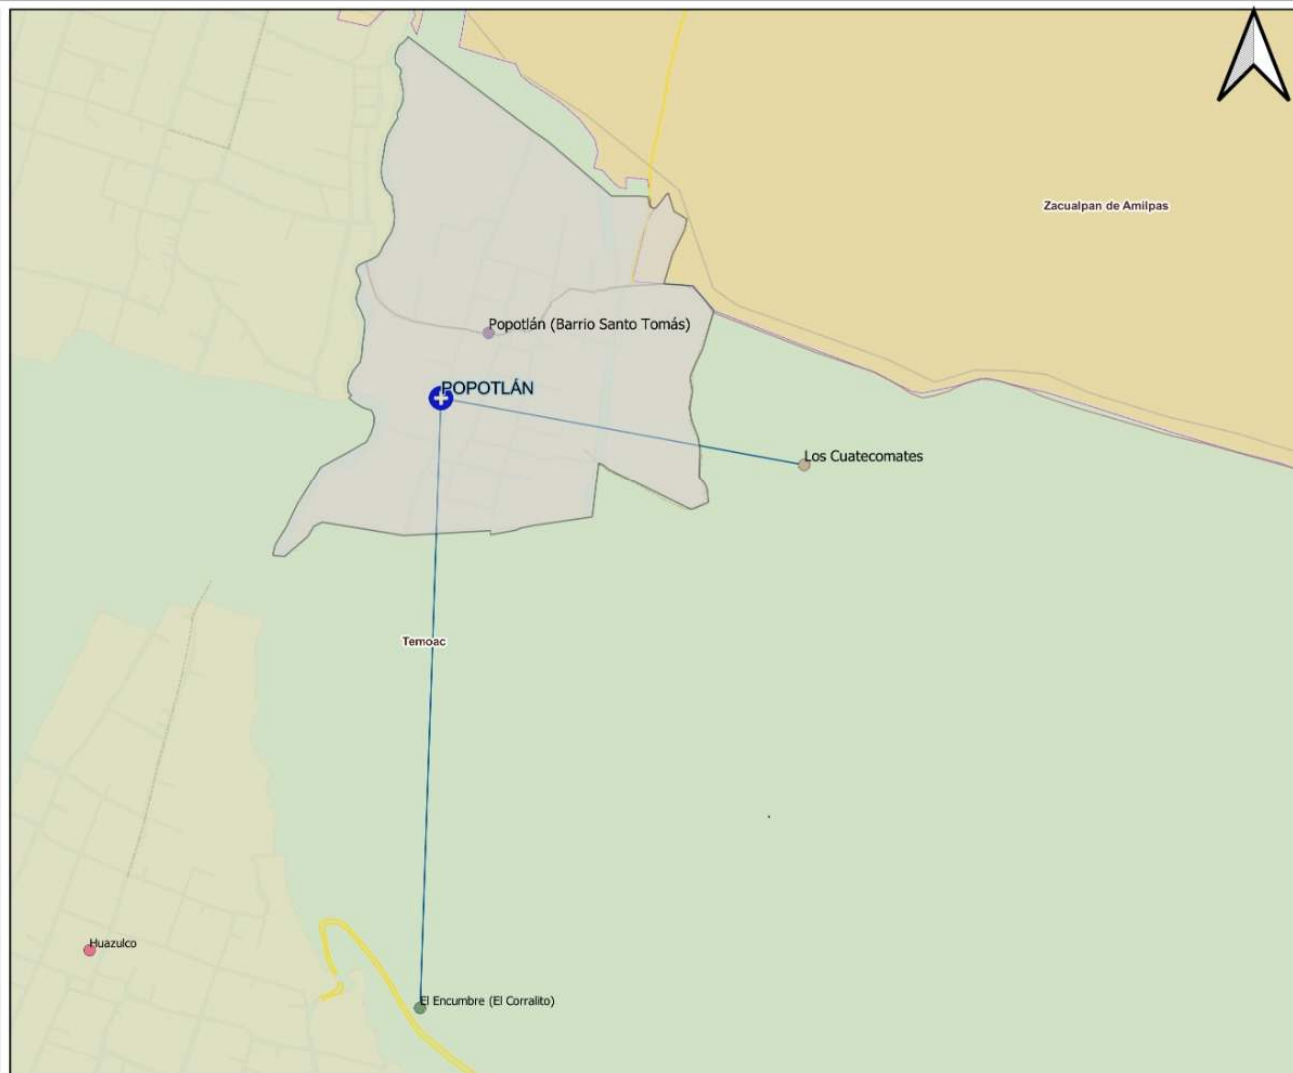 Zacualpan de Amilpas
Popotlán (Barrio Santo Tomás)
POPOTLÁN
Los Cuatecomates
Temoac
Huazulco
El Encumbre (El Corralito)